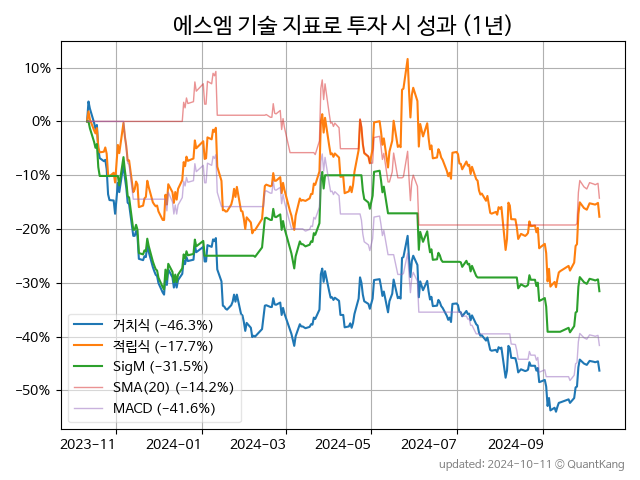 에스엠 기술 지표로 투자 시 성과 (1년)
10%
0%
−10%
−20%
−30%
−40%
−50%
거치식 (−46.3%)
적립식 (−17.7%)
SigM (−31.5%)
SMA(20) (−14.2%)
MACD (−41.6%)
2023−11 2024−01 2024−03 2024−05 2024−07 2024−09
updated: 2024-10-11 © QuantKang